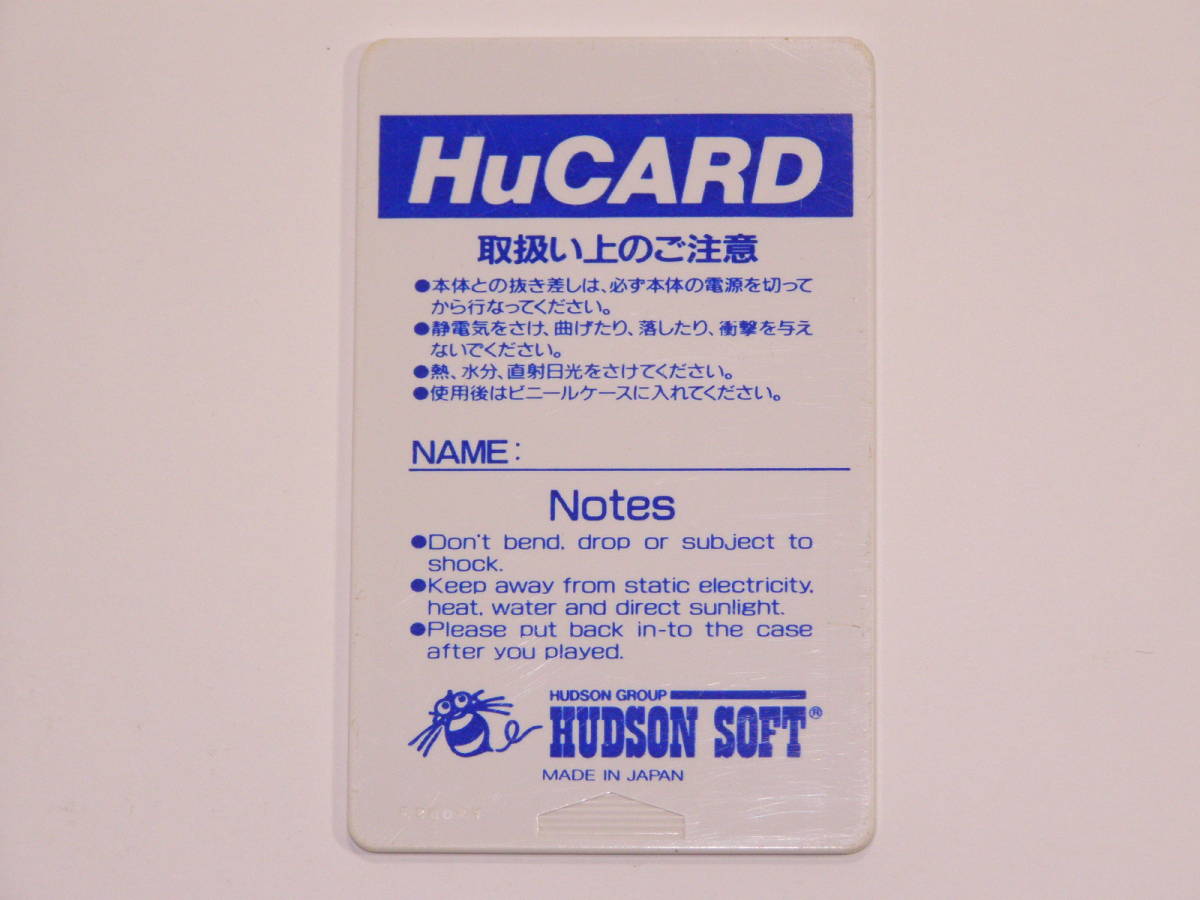 HuCARD
取扱い上のご注意
●本体との抜き差しは、必ず本体の電源を切って
から行なってください。
●静電気をさけ、曲げたり、落したり、衝撃を与え
ないでください。
●熱、水分、直射日光をさけてください。
●使用後はビニールケースに入れてください。
NAME:
Notes
●Don't bend, drop or subject to
shock.
●Keep away from static electricity,
heat, water and direct sunlight.
●Please put back in-to the case
after you played.
HUDSON GROUP
HUDSON SOFT®
MADE IN JAPAN